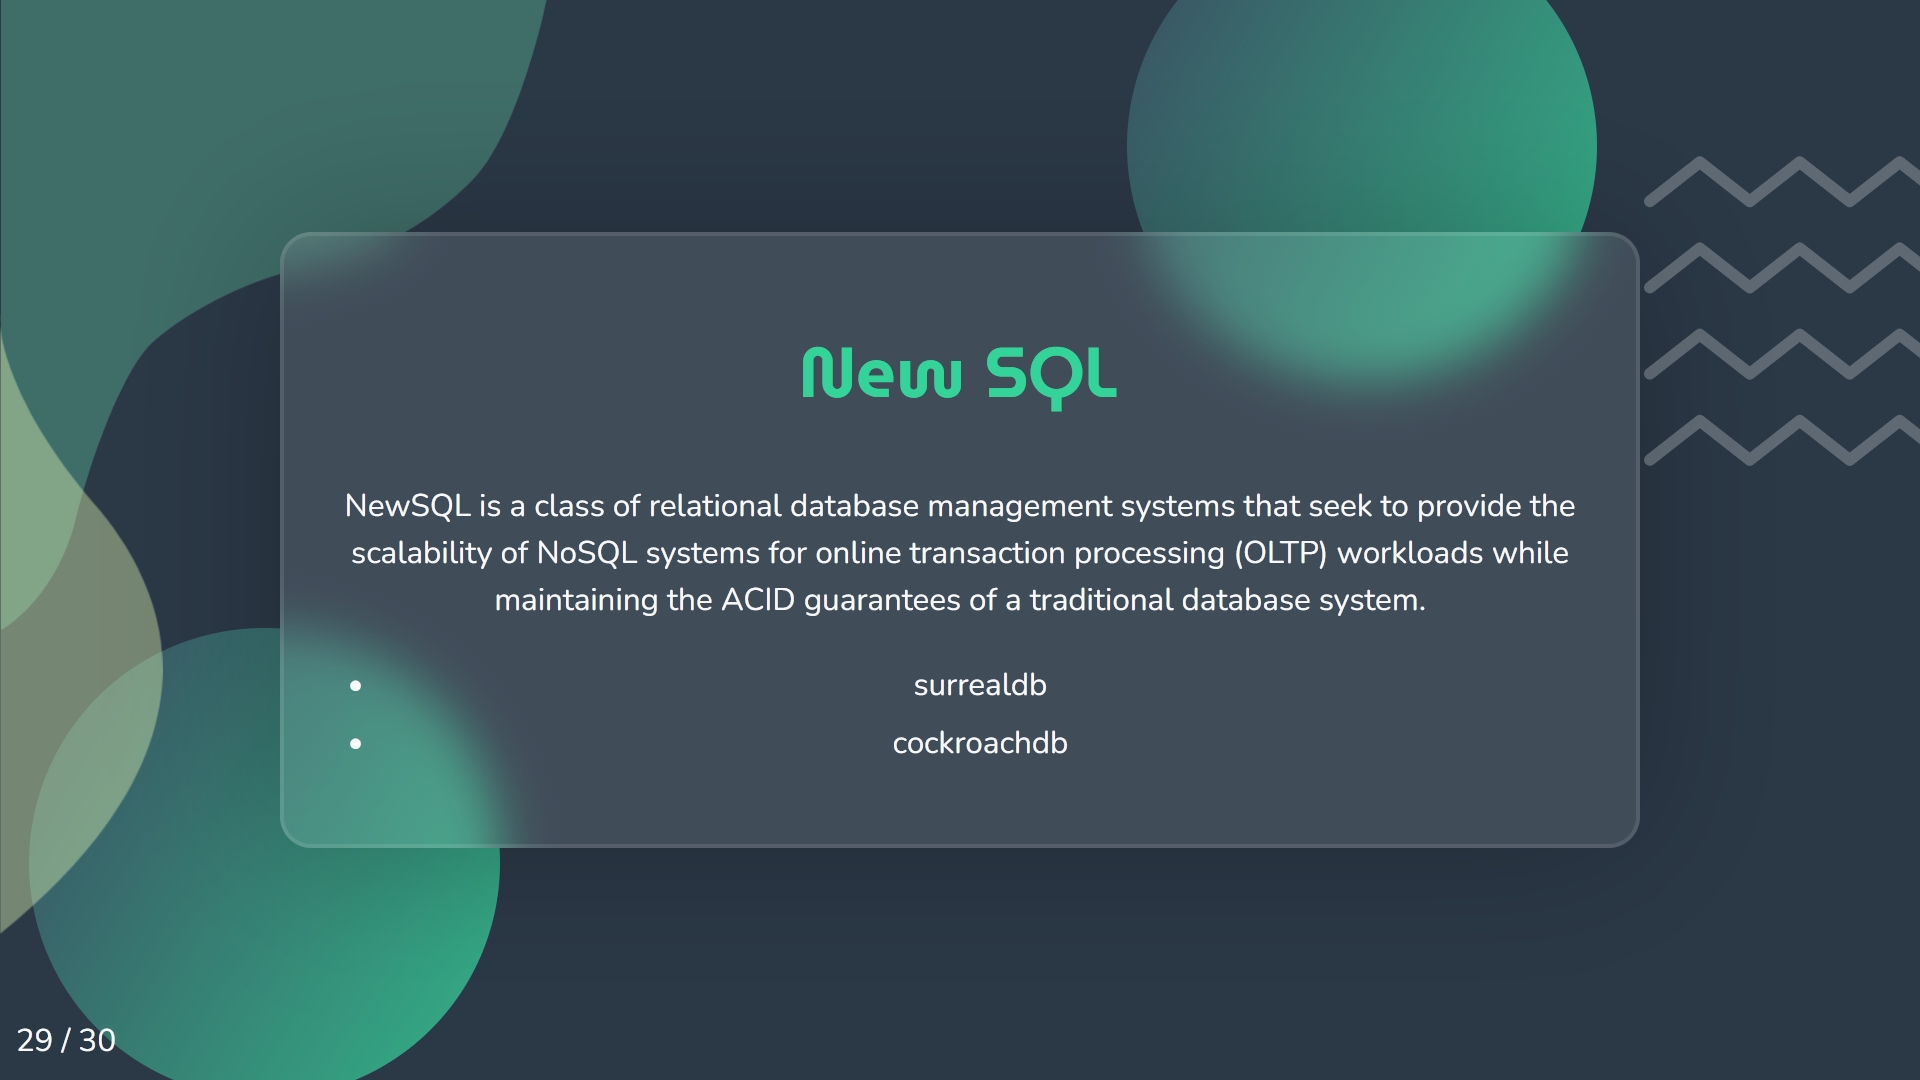 New SQL
NewSQL is a class of relational database management systems that seek to provide the
scalability of NoSQL systems for online transaction processing (OLTP) workloads while
maintaining the ACID guarantees of a traditional database system.
• surrealdb
• cockroachdb
29 / 30